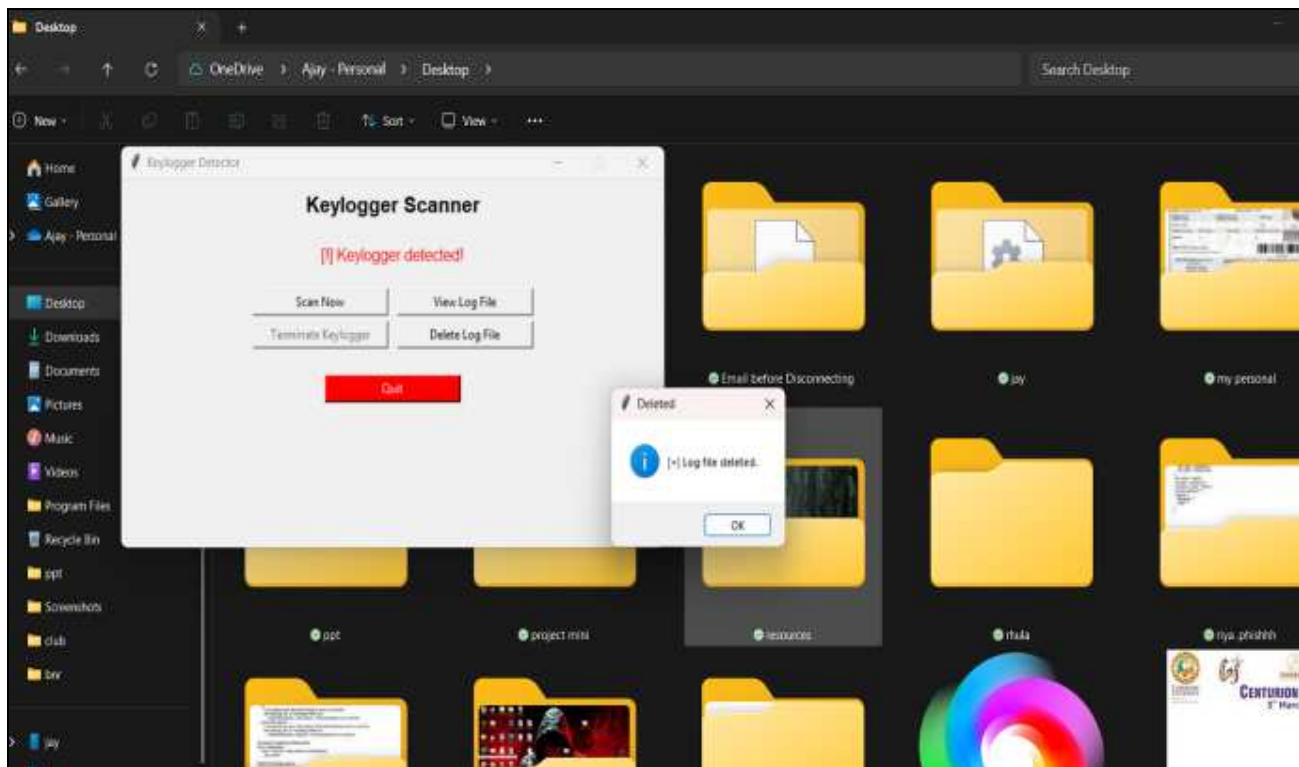 Desktop
OneDrive
Ajay - Personal
Desktop
Search Desktop
New
Sort
View
Home
Gallery
Ajay - Personal
Desktop
Downloads
Documents
Pictures
Music
Videos
Program Files
Recycle Bin
ppt
Screenshots
club
jay
Keylogger Detector
Keylogger Scanner
[!] Keylogger detected!
Scan Now
View Log File
Terminate Keylogger
Delete Log File
Quit
Deleted
[+] Log file deleted.
OK
Email before Disconnecting
jay
my personal
ppt
project mini
resources
rhula
riya .phishhh
CENTURION